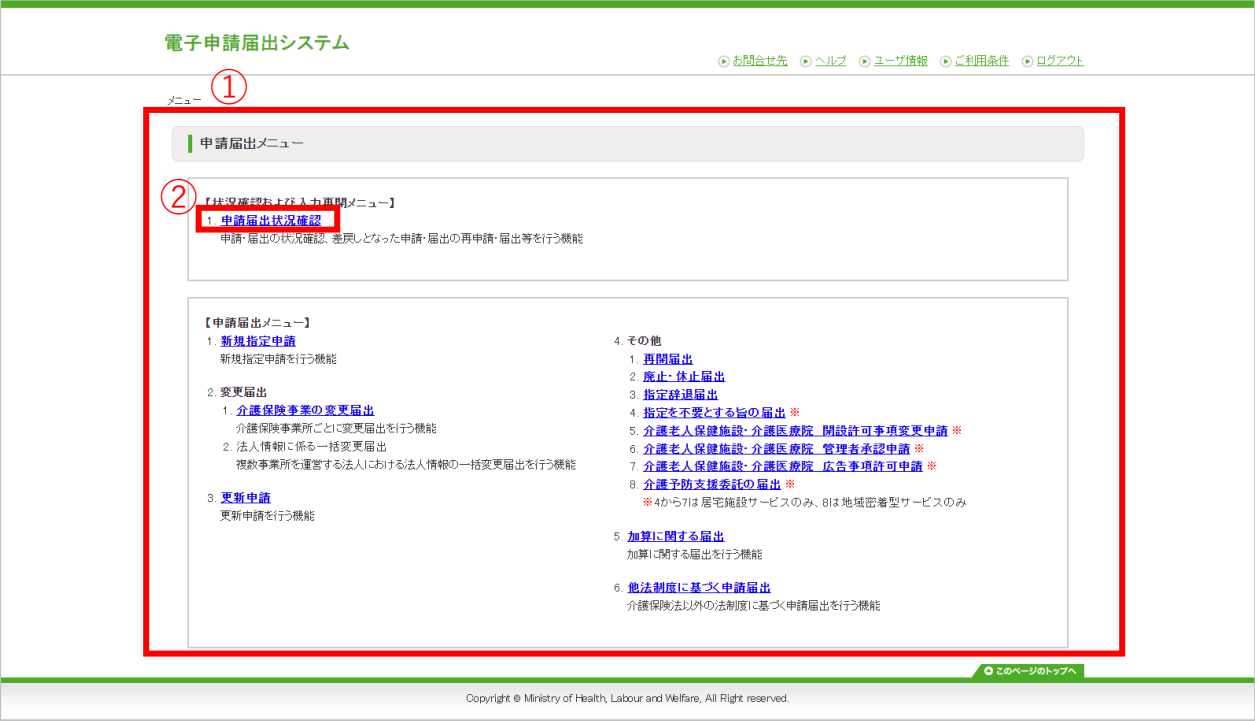 電子申請届出システム
お問合せ先 ヘルプ ユーザ情報 ご利用条件 ログアウト
メニュー
①
申請届出メニュー
②
【状況確認および入力再開メニュー】
1. 申請届出状況確認
申請・届出の状況確認、差戻しとなった申請・届出の再申請・届出等を行う機能
【申請届出メニュー】
1. 新規指定申請
新規指定申請を行う機能
2. 変更届出
1. 介護保険事業の変更届出
介護保険事業所ごとに変更届出を行う機能
2. 法人情報に係る一括変更届出
複数事業所を運営する法人における法人情報の一括変更届出を行う機能
3. 更新申請
更新申請を行う機能
4. その他
1. 再開届出
2. 廃止・休止届出
3. 指定辞退届出
4. 指定を不要とする旨の届出 ※
5. 介護老人保健施設・介護医療院 開設許可事項変更申請 ※
6. 介護老人保健施設・介護医療院 管理者承認申請 ※
7. 介護老人保健施設・介護医療院 広告事項許可申請 ※
8. 介護予防支援委託の届出 ※
※4から7は居宅施設サービスのみ、8は地域密着型サービスのみ
5. 加算に関する届出
加算に関する届出を行う機能
6. 他法制度に基づく申請届出
介護保険法以外の法制度に基づく申請届出を行う機能
このページのトップへ
Copyright © Ministry of Health, Labour and Welfare, All Right reserved.